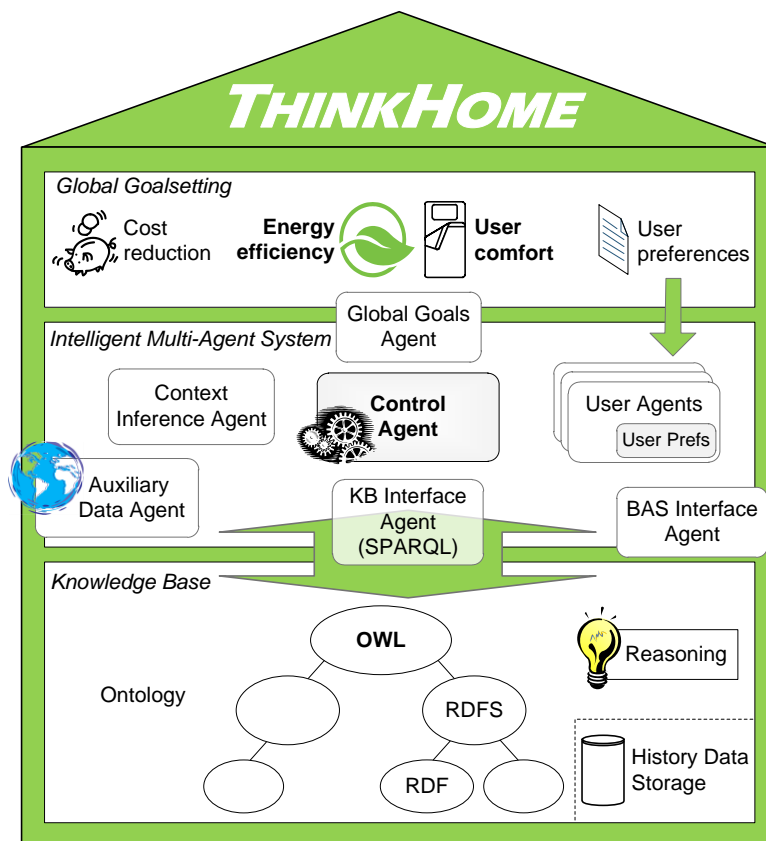 THINKHOME
Global Goalsetting
Cost
reduction
Energy
efficiency
User
comfort
User
preferences
Global Goals
Agent
Intelligent Multi-Agent System
Context
Inference Agent
Control
Agent
User Agents
User Prefs
Auxiliary
Data Agent
KB Interface
Agent
(SPARQL)
BAS Interface
Agent
Knowledge Base
OWL
Reasoning
Ontology
RDFS
RDF
History Data
Storage